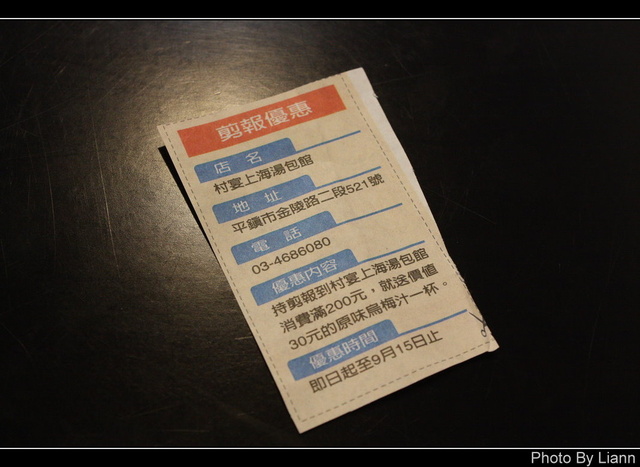 剪報優惠
店 名
村宴上海湯包館
地 址
平鎮市金陵路二段521號
電 話
03-4686080
優惠內容
持剪報到村宴上海湯包館
消費滿200元，就送價值
30元的原味烏梅汁一杯。
優惠時間
即日起至9月15日止
Photo By Liann